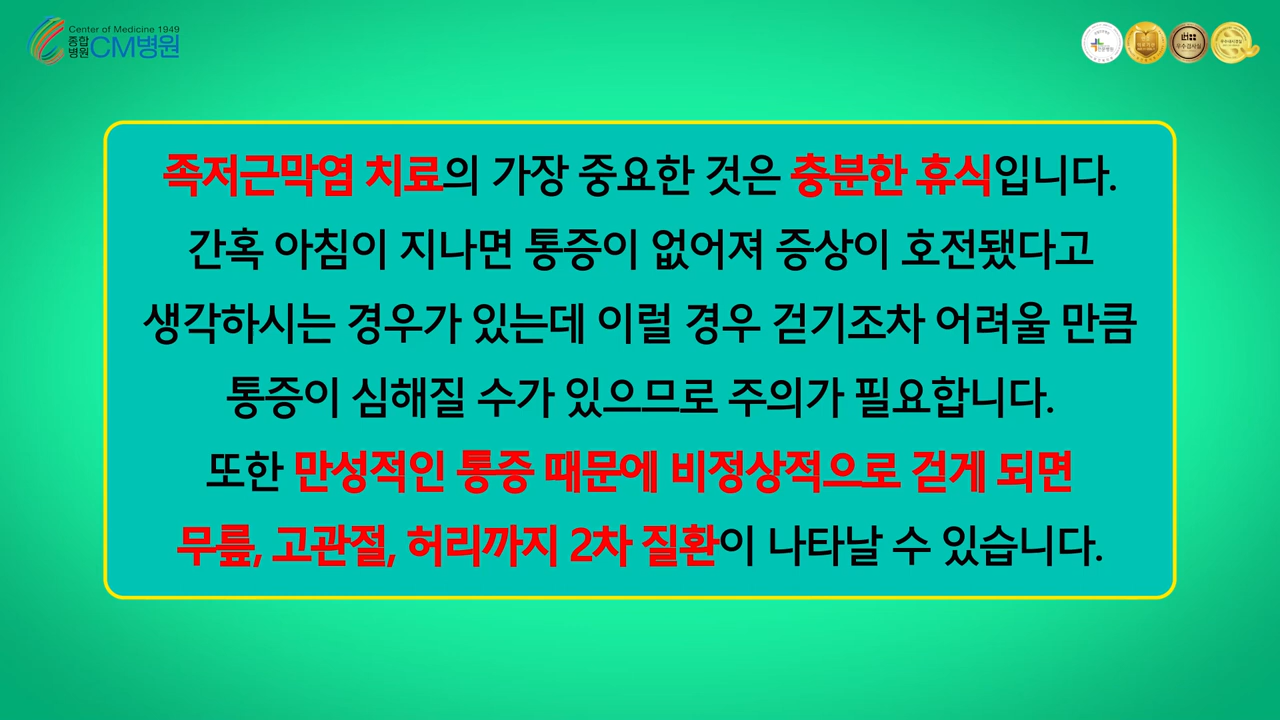 Center of Medicine 1949
종합
병원 CM병원
우수검사실
족저근막염 치료의 가장 중요한 것은 충분한 휴식입니다.
간혹 아침이 지나면 통증이 없어져 증상이 호전됐다고
생각하시는 경우가 있는데 이럴 경우 걷기조차 어려울 만큼
통증이 심해질 수가 있으므로 주의가 필요합니다.
또한 만성적인 통증 때문에 비정상적으로 걷게 되면
무릎, 고관절, 허리까지 2차 질환이 나타날 수 있습니다.